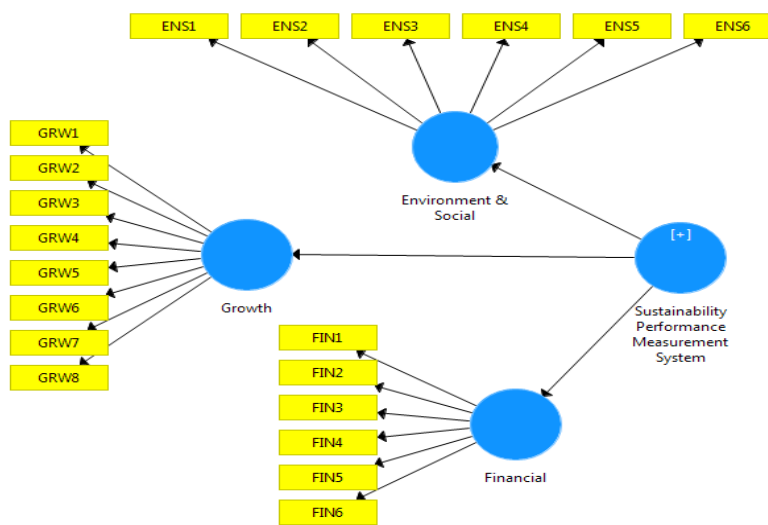 ENS1
ENS2
ENS3
ENS4
ENS5
ENS6
GRW1
GRW2
GRW3
GRW4
GRW5
GRW6
GRW7
GRW8
Environment &
Social
[+]
Growth
Sustainability
Performance
Measurement
System
FIN1
FIN2
FIN3
FIN4
FIN5
FIN6
Financial